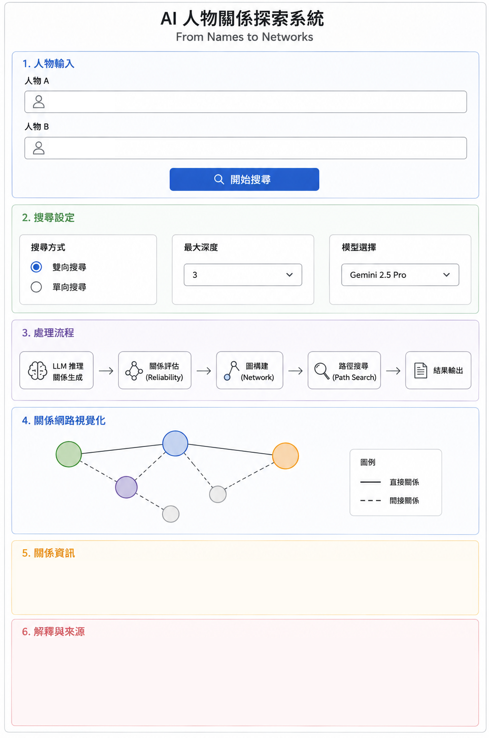 AI 人物關係探索系統
From Names to Networks
1. 人物輸入
人物 A
人物 B
開始搜尋
2. 搜尋設定
搜尋方式
雙向搜尋
單向搜尋
最大深度
3
模型選擇
Gemini 2.5 Pro
3. 處理流程
LLM 推理
關係生成
關係評估
(Reliability)
圖構建
(Network)
路徑搜尋
(Path Search)
結果輸出
4. 關係網路視覺化
圖例
直接關係
間接關係
5. 關係資訊
6. 解釋與來源